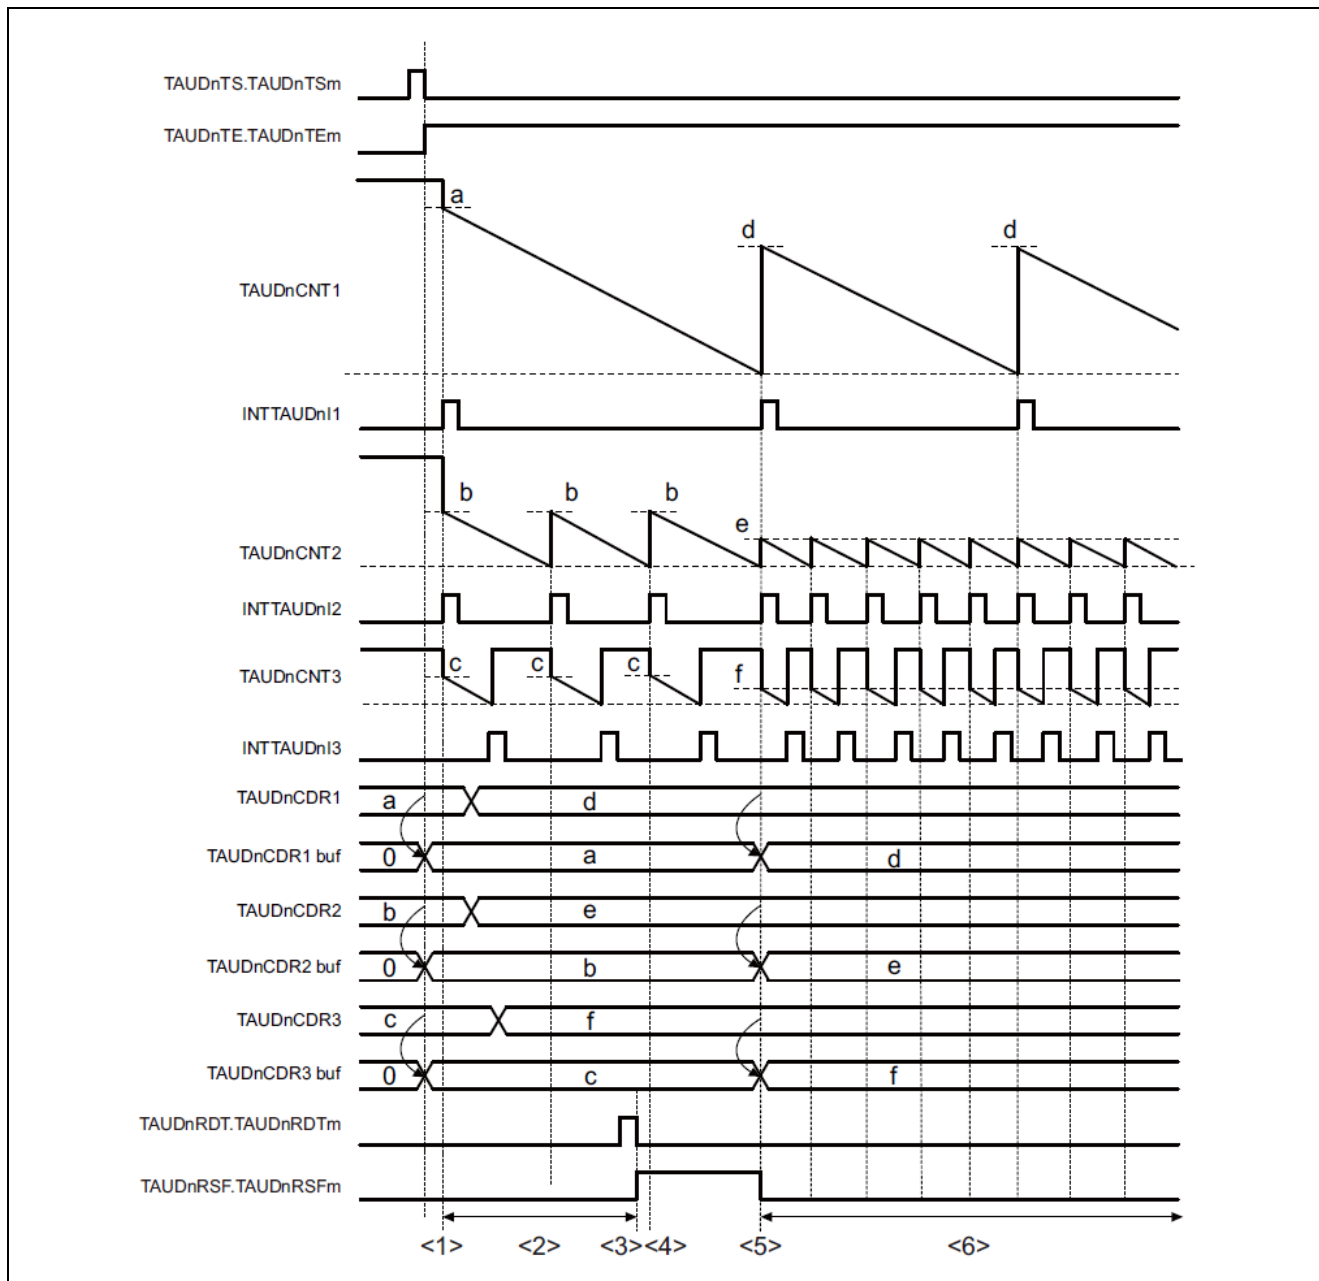 TAUDnTS.TAUDnTSm
TAUDnTE.TAUDnTEm
a
d d
TAUDnCNT1
INTTAUDnI1
b b b
e
TAUDnCNT2
INTTAUDnI2
c c c
TAUDnCNT3 f
INTTAUDnI3
TAUDnCDR1 a d
TAUDnCDR1 buf 0 a d
TAUDnCDR2 b e
TAUDnCDR2 buf 0 b e
TAUDnCDR3 c f
TAUDnCDR3 buf 0 c f
TAUDnRDT.TAUDnRDTm
TAUDnRSF.TAUDnRSFm
<1> <2> <3> <4> <5> <6>